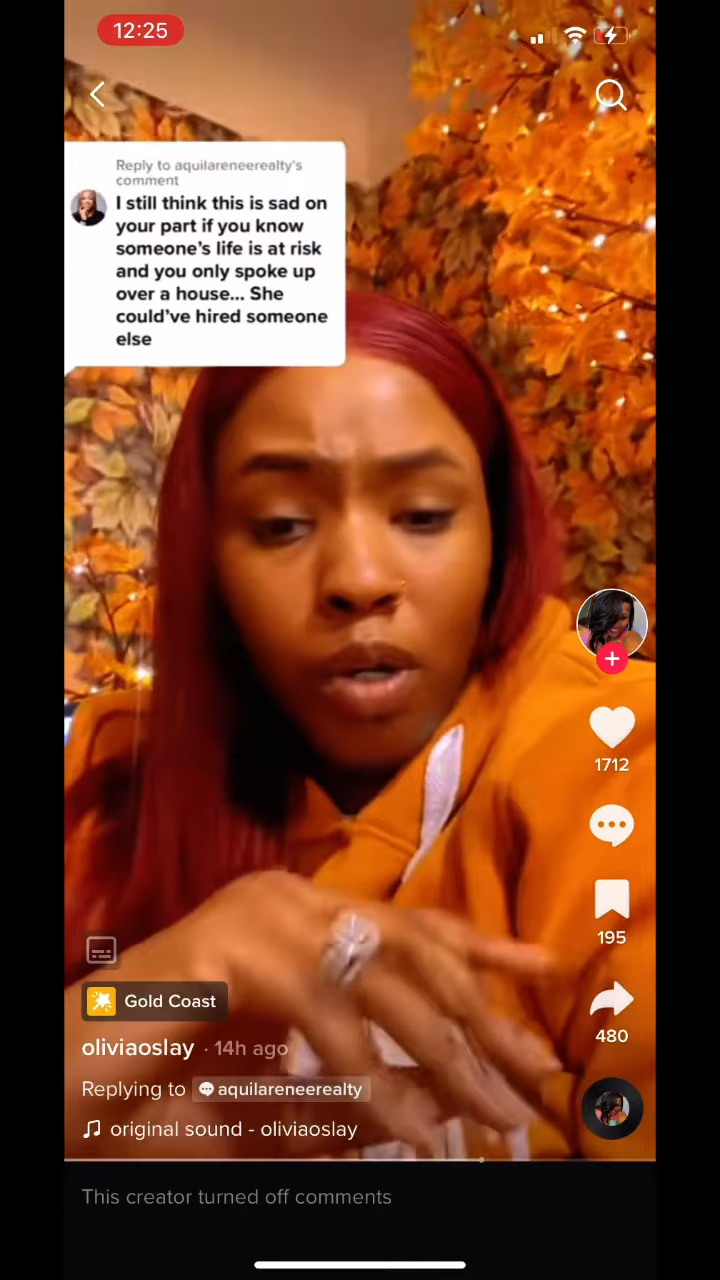 12:25
Reply to aquilareneerealty's
comment
I still think this is sad on
your part if you know
someone's life is at risk
and you only spoke up
over a house... She
could've hired someone
else
1712
195
480
Gold Coast
oliviaoslay · 14h ago
Replying to aquilareneerealty
original sound - oliviaoslay
This creator turned off comments